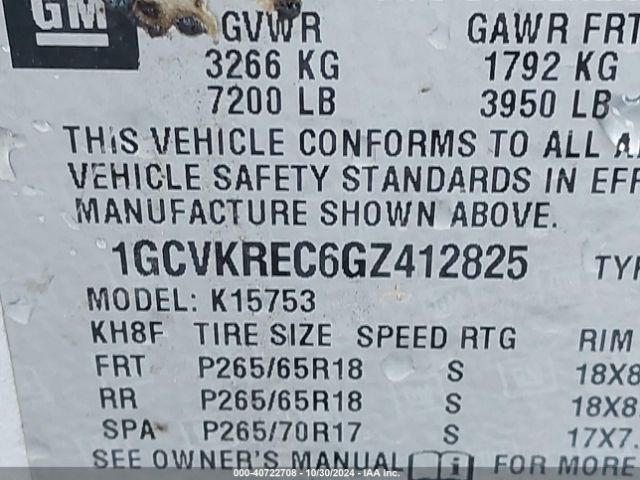 GM
GVWR GAWR FRT
3266 KG 1792 KG
7200 LB 3950 LB
THIS VEHICLE CONFORMS TO ALL A
VEHICLE SAFETY STANDARDS IN EFF
MANUFACTURE SHOWN ABOVE.
1GCVKREC6GZ412825 TYP
MODEL: K15753
KH8F TIRE SIZE SPEED RTG RIM
FRT P265/65R18 S 18X8
RR P265/65R18 S 18X8
SPA P265/70R17 S 17X7.
SEE OWNER'S MANUAL i FOR MORE
000-40722708 - 10/30/2024 - IAA Inc.